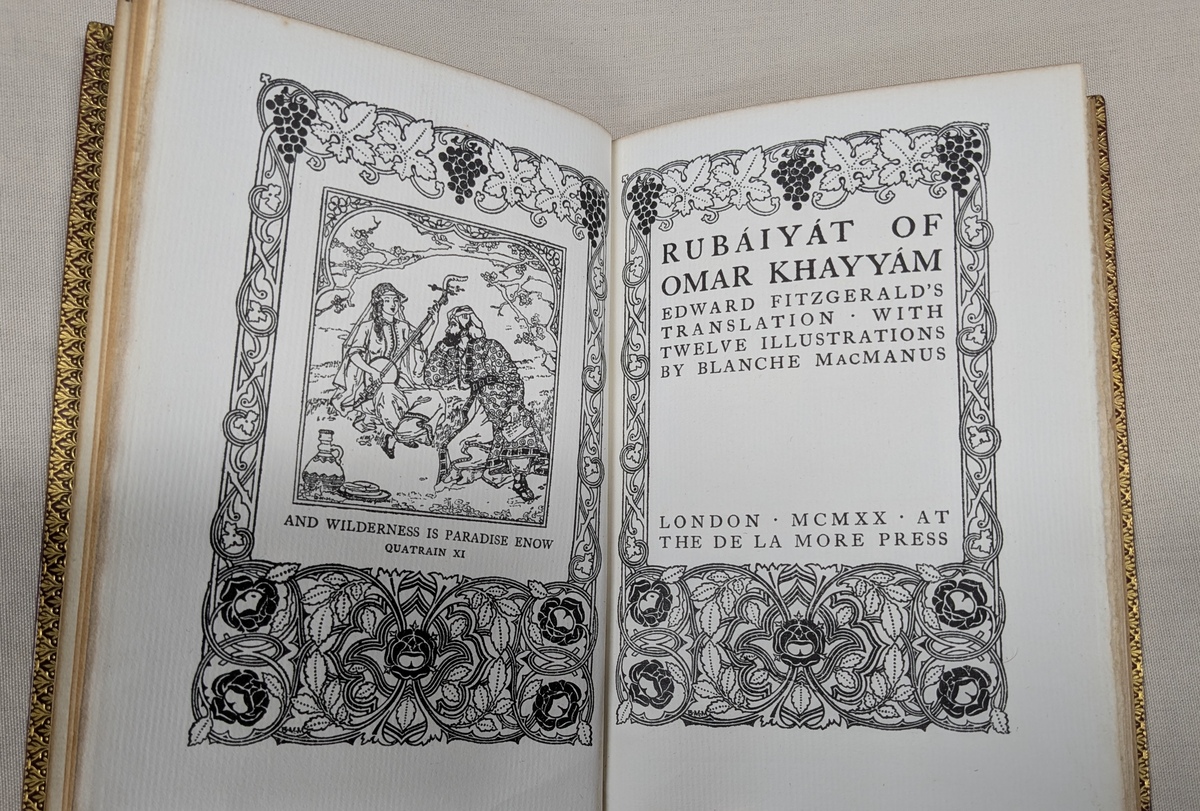 AND WILDERNESS IS PARADISE ENOW
QUATRAIN XI
RUBÁIYÁT OF
OMAR KHAYYÁM
EDWARD FITZGERALD'S
TRANSLATION · WITH
TWELVE ILLUSTRATIONS
BY BLANCHE MACMANUS
LONDON · MCMXX · AT
THE DE LA MORE PRESS